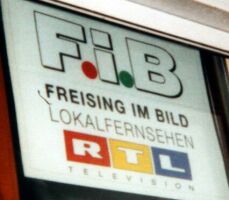 F.i.B
FREISING IM BILD
LOKALFERNSEHEN
RTL
TELEVISION